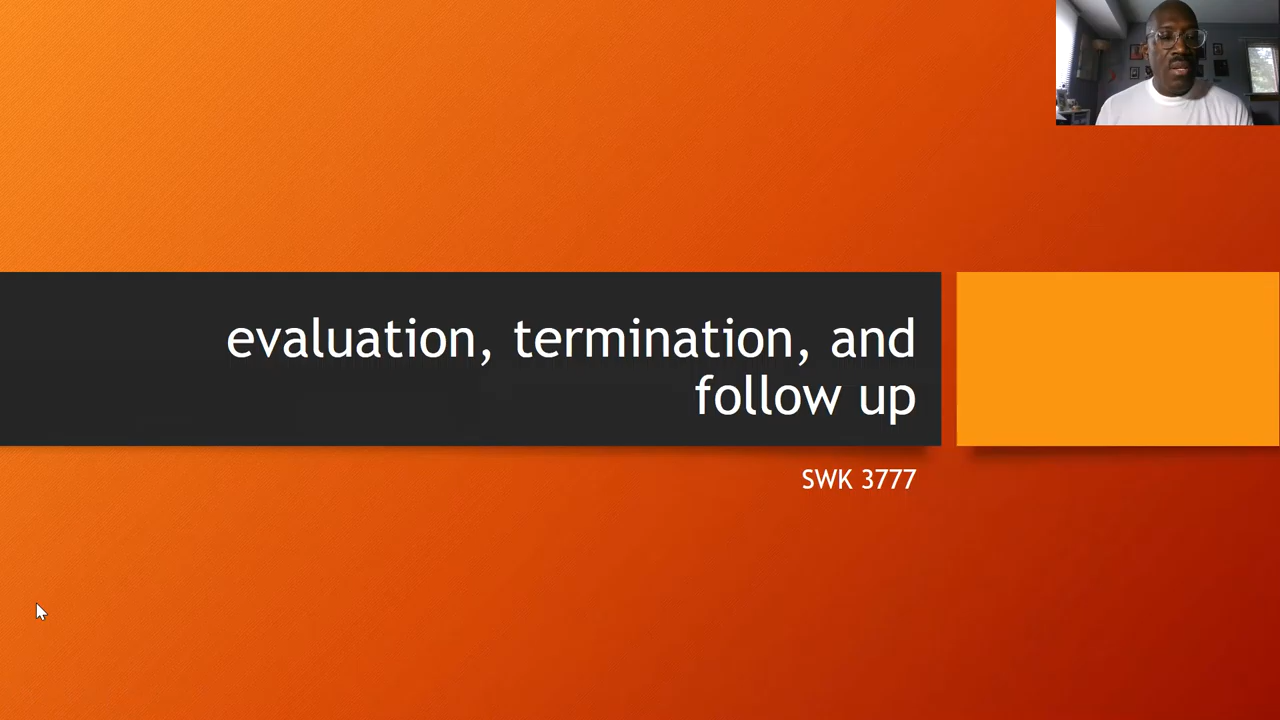 evaluation, termination, and
follow up
SWK 3777